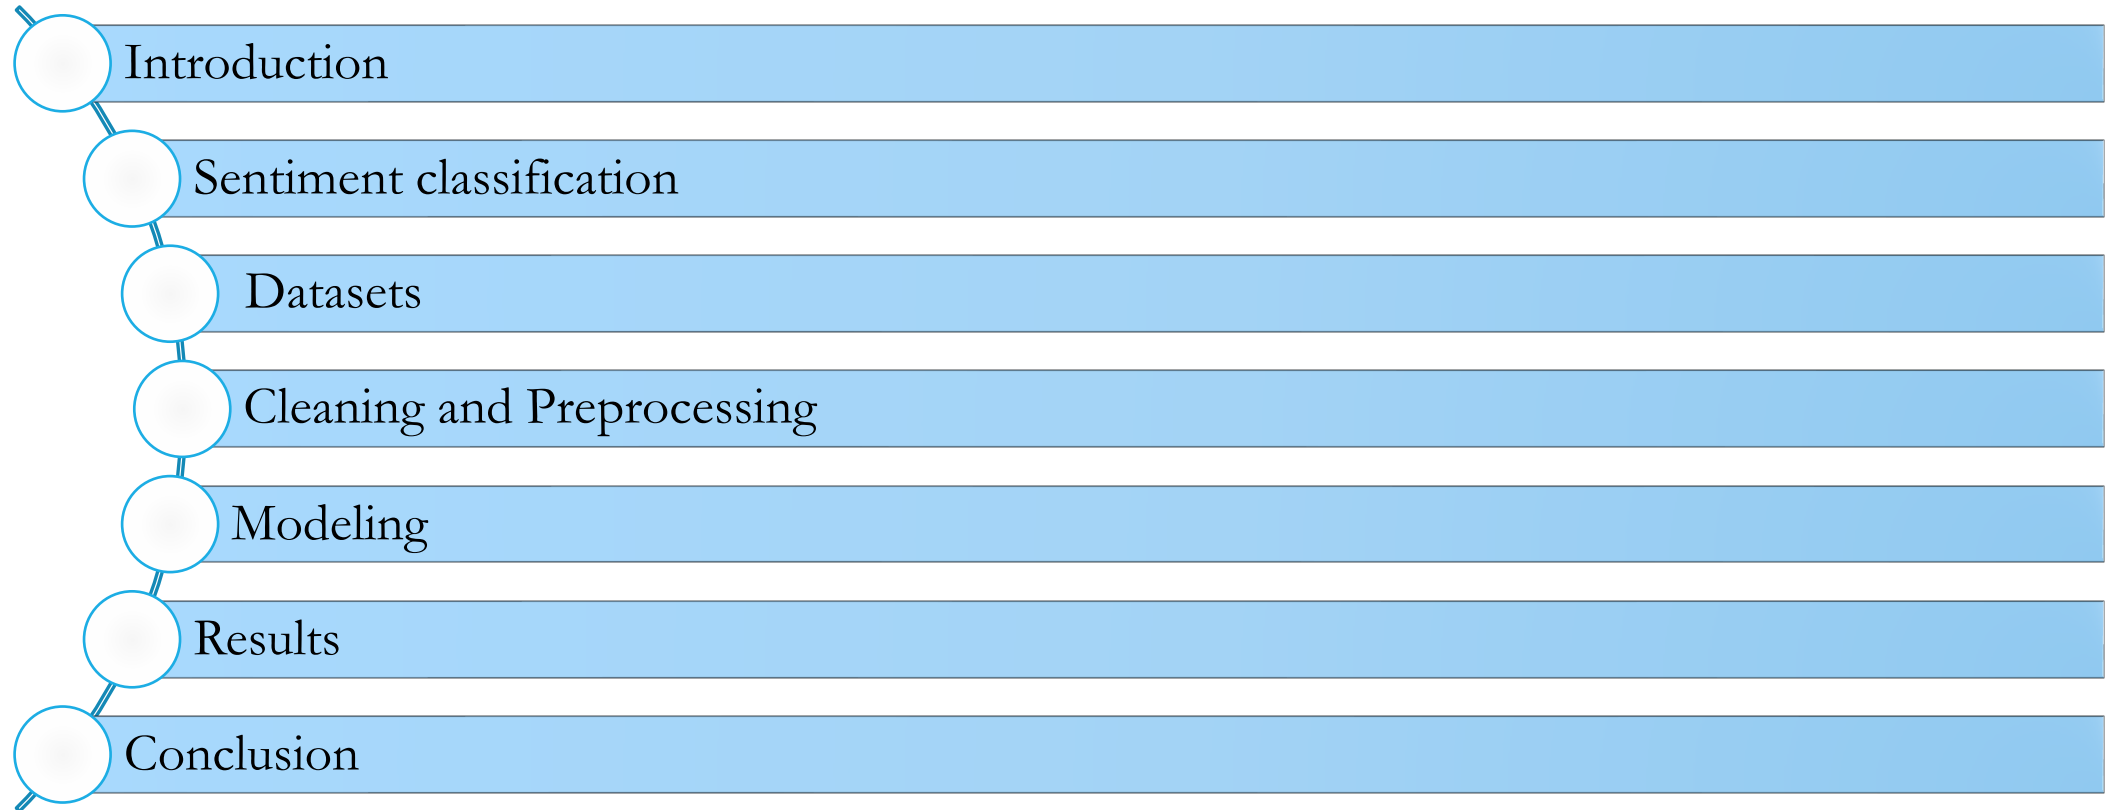 Introduction
Sentiment classification
Datasets
Cleaning and Preprocessing
Modeling
Results
Conclusion